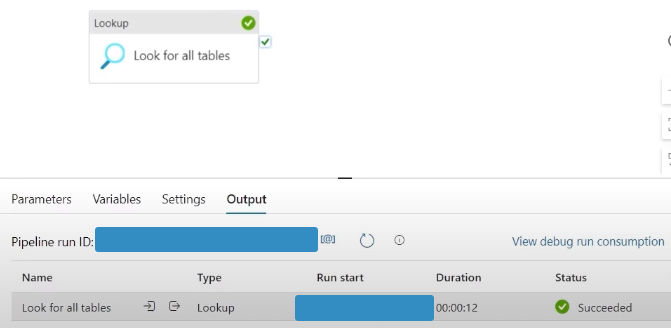 Lookup
Look for all tables
Parameters Variables Settings Output
Pipeline run ID: View debug run consumption
Name Type Run start Duration Status
Look for all tables Lookup 00:00:12 Succeeded